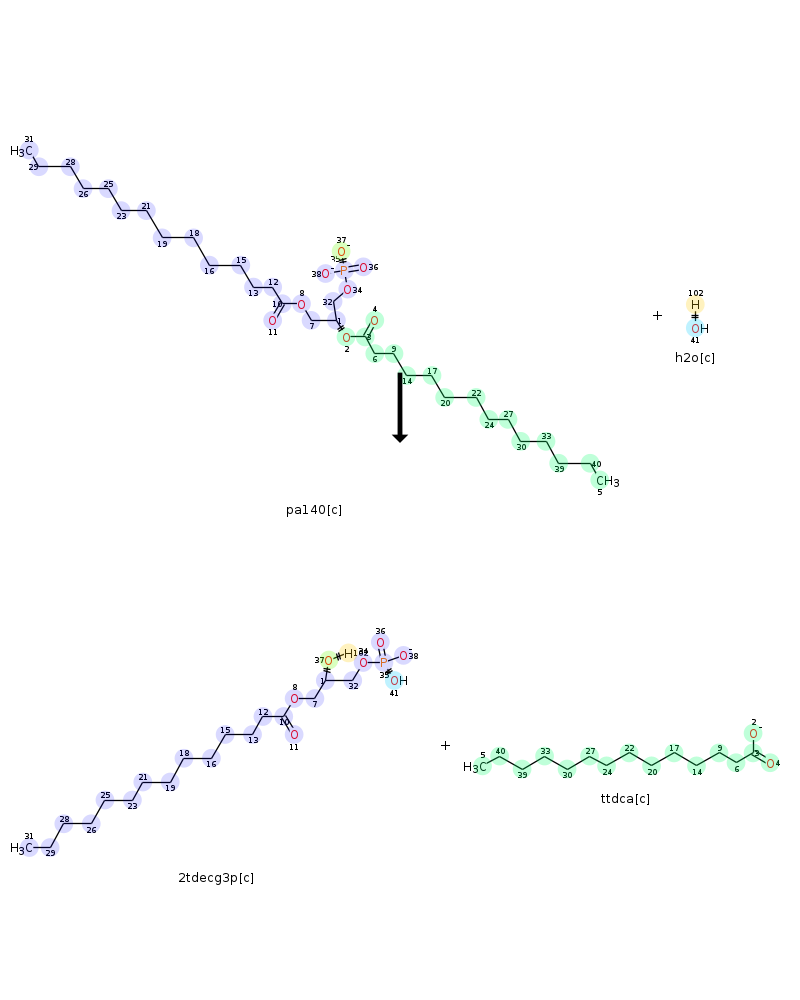 31
H3C
29 28
26 25
23 21
19 18
16 15
13 12
10 8
O O
11 7
37
O-
35
38 O- P O 36
O 34
32
1
4
O
O 3
2 6 9
14 17
20 22
24 27
30 33
39 40
CH3
5
+
102
H
OH
41
h2o[c]
pa140[c]
36
O
37 O H 102 34 O P O- 38
35
OH
41
1 32
8
O 7
12 10
O
11
15 13
18 16
21 19
25 23
28 26
31
H3C 29
2tdecg3p[c]
+
2
O-
5 40 33 27 22 17 9 3
H3C 39 30 24 20 14 6 O 4
ttdca[c]